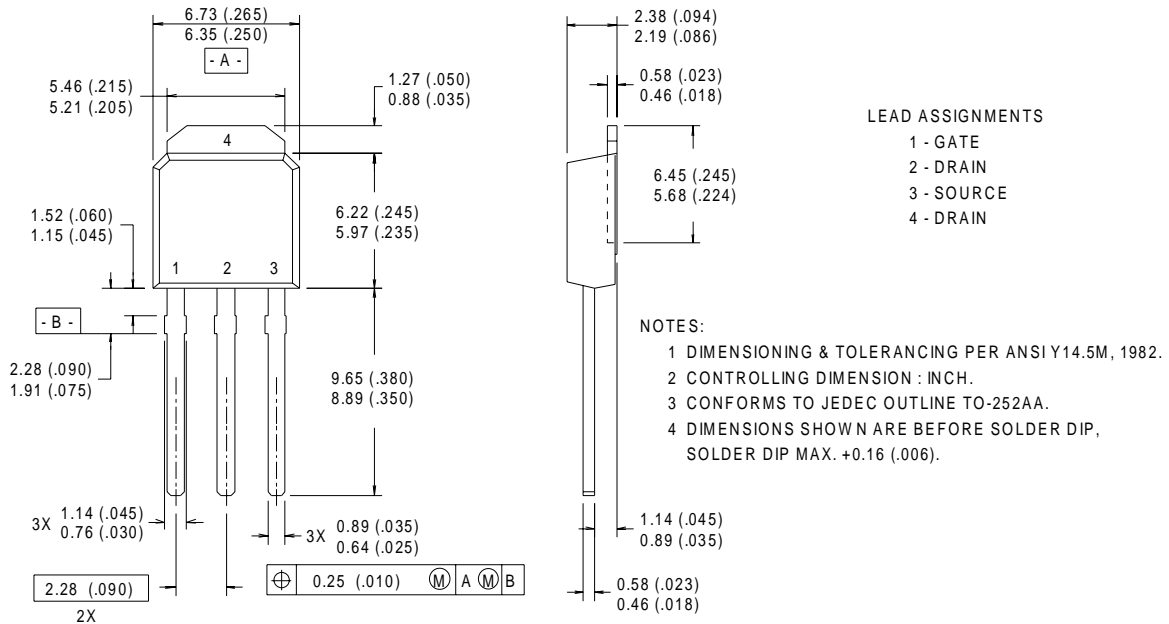 6.73 (.265)
6.35 (.250)
- A -
5.46 (.215)
5.21 (.205)
1.27 (.050)
0.88 (.035)
4
1.52 (.060)
1.15 (.045)
6.22 (.245)
5.97 (.235)
1 2 3
- B -
2.28 (.090)
1.91 (.075)
9.65 (.380)
8.89 (.350)
3X 1.14 (.045)
0.76 (.030)
3X 0.89 (.035)
0.64 (.025)
2.28 (.090)
2X
0.25 (.010) M A M B
2.38 (.094)
2.19 (.086)
0.58 (.023)
0.46 (.018)
6.45 (.245)
5.68 (.224)
1.14 (.045)
0.89 (.035)
0.58 (.023)
0.46 (.018)
LEAD ASSIGNMENTS
1 - GATE
2 - DRAIN
3 - SOURCE
4 - DRAIN
NOTES:
1 DIMENSIONING & TOLERANCING PER ANSI Y14.5M, 1982.
2 CONTROLLING DIMENSION : INCH.
3 CONFORMS TO JEDEC OUTLINE TO-252AA.
4 DIMENSIONS SHOWN ARE BEFORE SOLDER DIP,
SOLDER DIP MAX. +0.16 (.006).